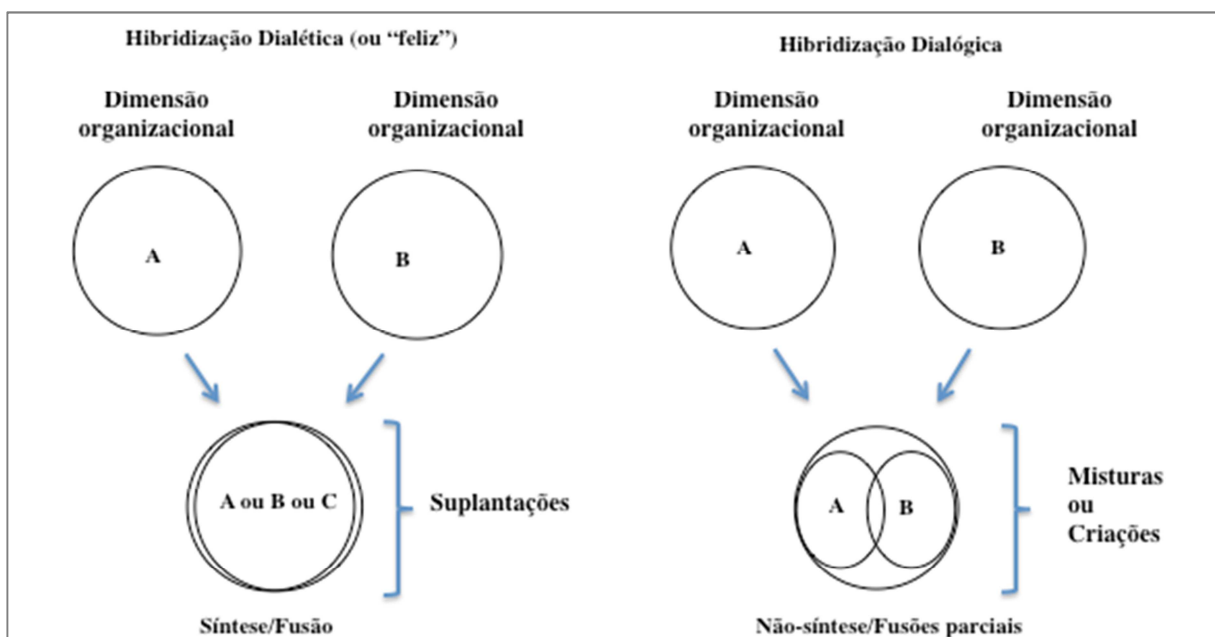 Hibridização Dialética (ou “feliz”)
Dimensão
organizacional
Dimensão
organizacional
A
B
A ou B ou C
Suplantações
Síntese/Fusão
Hibridização Dialógica
Dimensão
organizacional
Dimensão
organizacional
A
B
A
B
Misturas
ou
Criações
Não-síntese/Fusões parciais